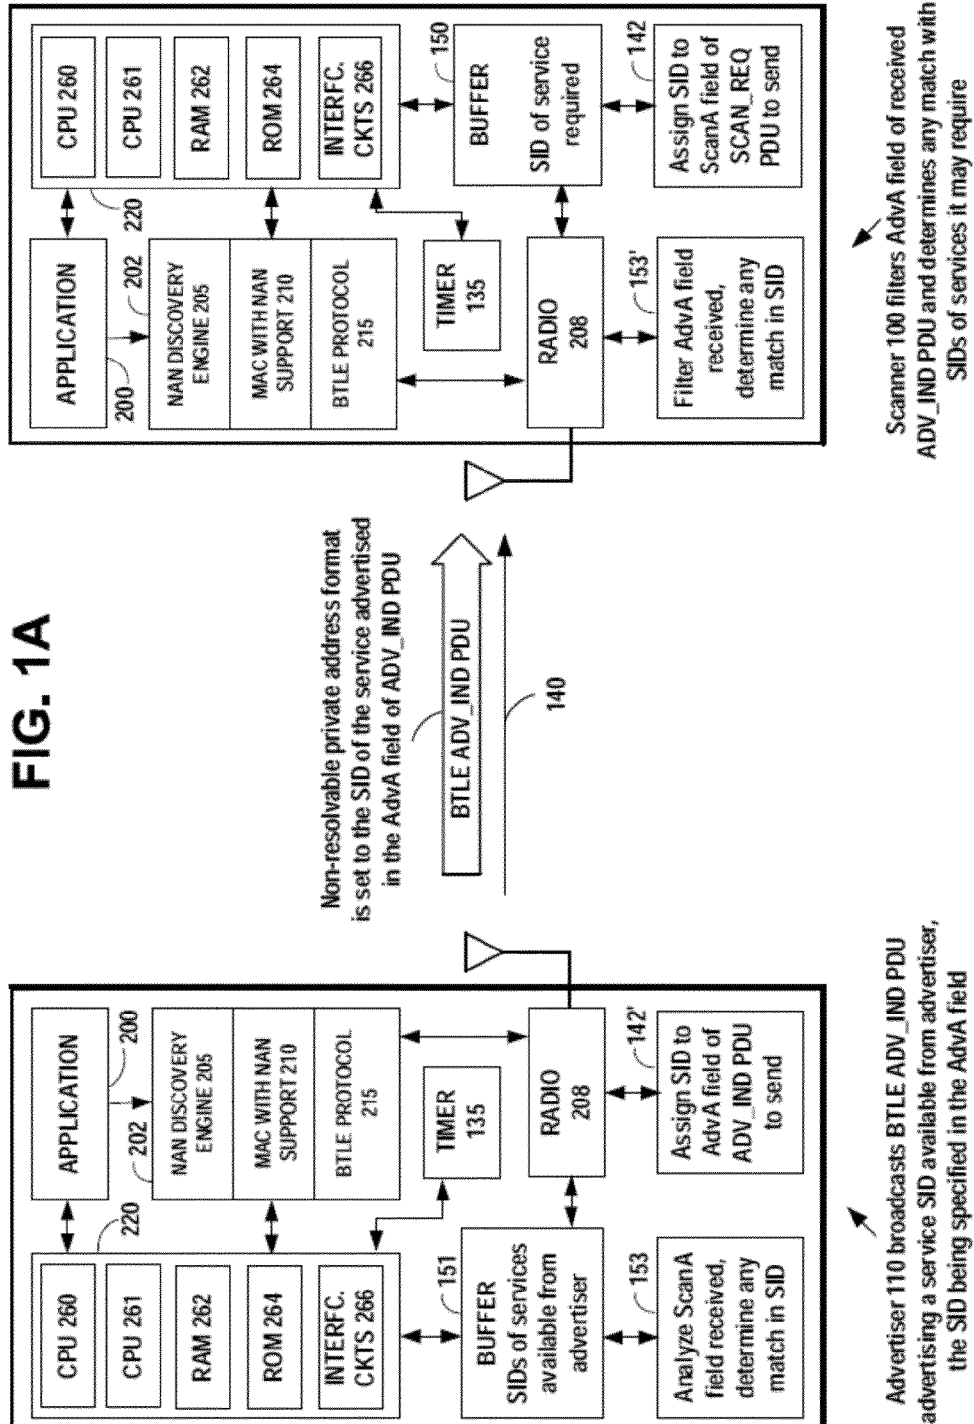 FIG. 1A
CPU 260
CPU 261
RAM 262
ROM 264
INTERFC.
CKTS 266
220
APPLICATION
200
202
NAN DISCOVERY
ENGINE 205
MAC WITH NAN
SUPPORT 210
BTLE PROTOCOL
215
TIMER
135
151
BUFFER
SIDs of services
available from
advertiser
RADIO
208
153
Analyze ScanA
field received,
determine any
match in SID
142'
Assign SID to
AdvA field of
ADV_IND PDU
to send
Advertiser 110 broadcasts BTLE ADV_IND PDU
advertising a service SID available from advertiser,
the SID being specified in the AdvA field
Non-resolvable private address format
is set to the SID of the service advertised
in the AdvA field of ADV_IND PDU
BTLE ADV_IND PDU
140
APPLICATION
200
202
NAN DISCOVERY
ENGINE 205
MAC WITH NAN
SUPPORT 210
BTLE PROTOCOL
215
CPU 260
CPU 261
RAM 262
ROM 264
INTERFC.
CKTS 266
220
TIMER
135
RADIO
208
150
BUFFER
SID of service
required
153'
Filter AdvA field
received,
determine any
match in SID
142
Assign SID to
ScanA field of
SCAN_REQ
PDU to send
Scanner 100 filters AdvA field of received
ADV_IND PDU and determines any match with
SIDs of services it may require